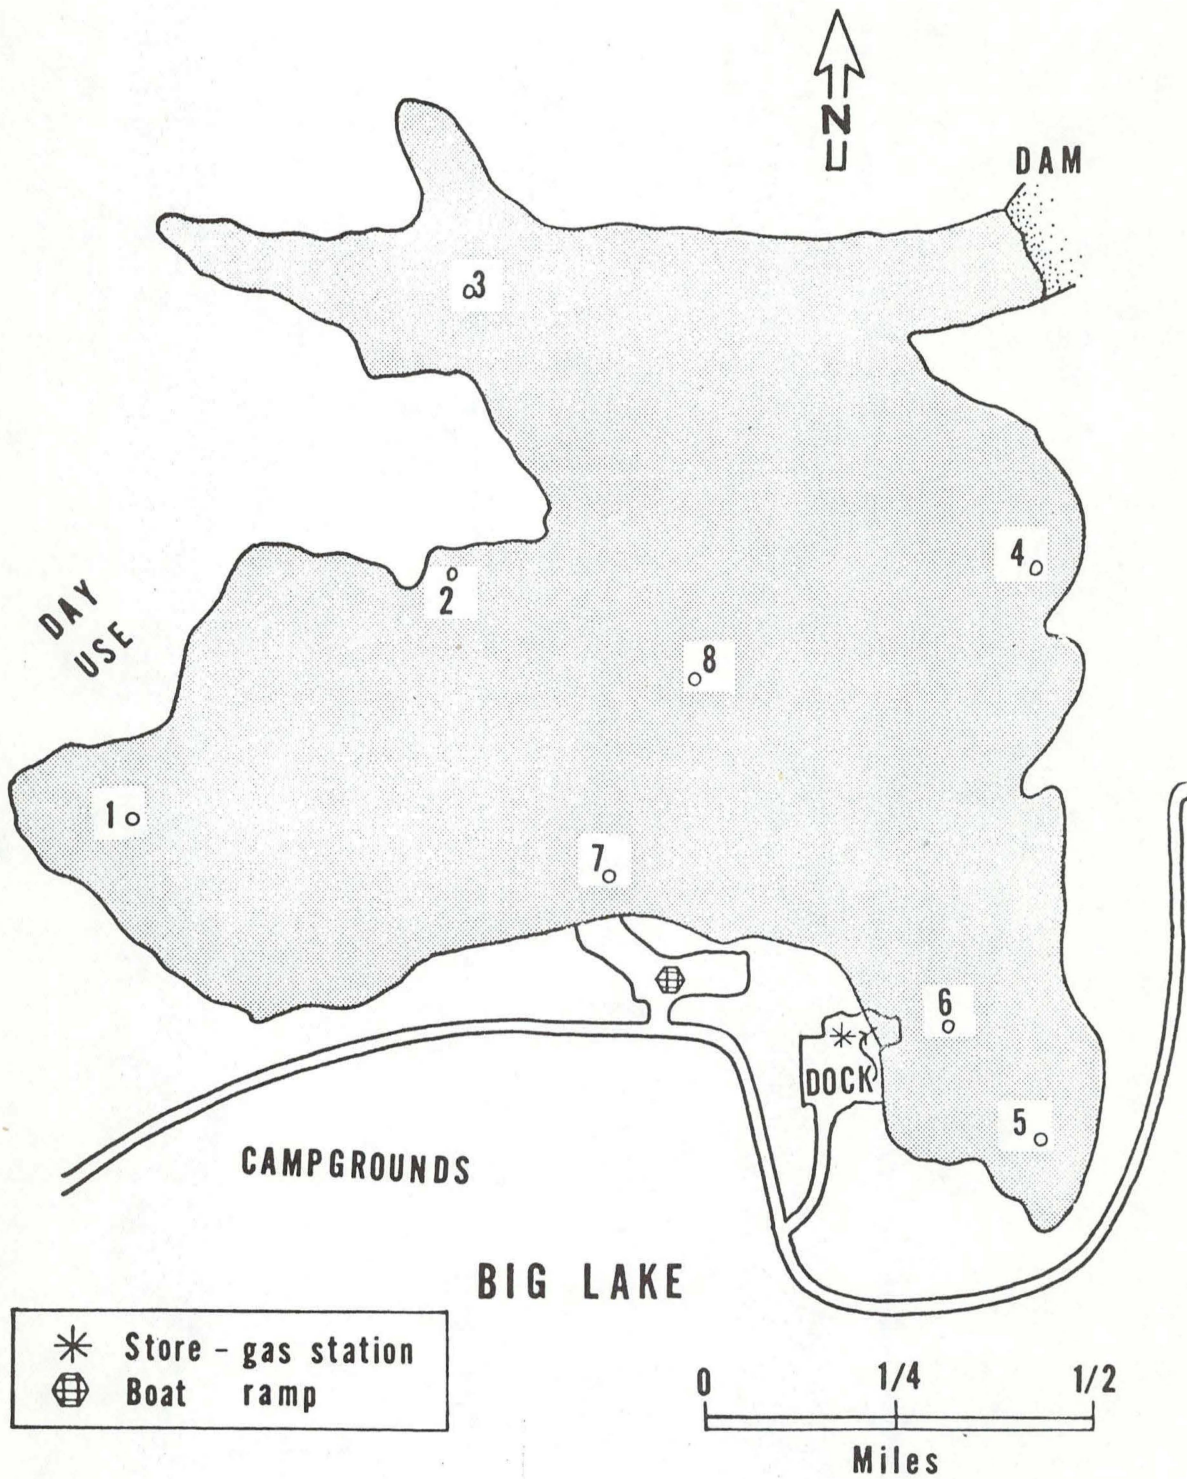 N
DAM
3
4
2
DAY
USE
8
1
7
6
DOCK
5
CAMPGROUNDS
BIG LAKE
Store - gas station
Boat ramp
0 1/4 1/2
Miles